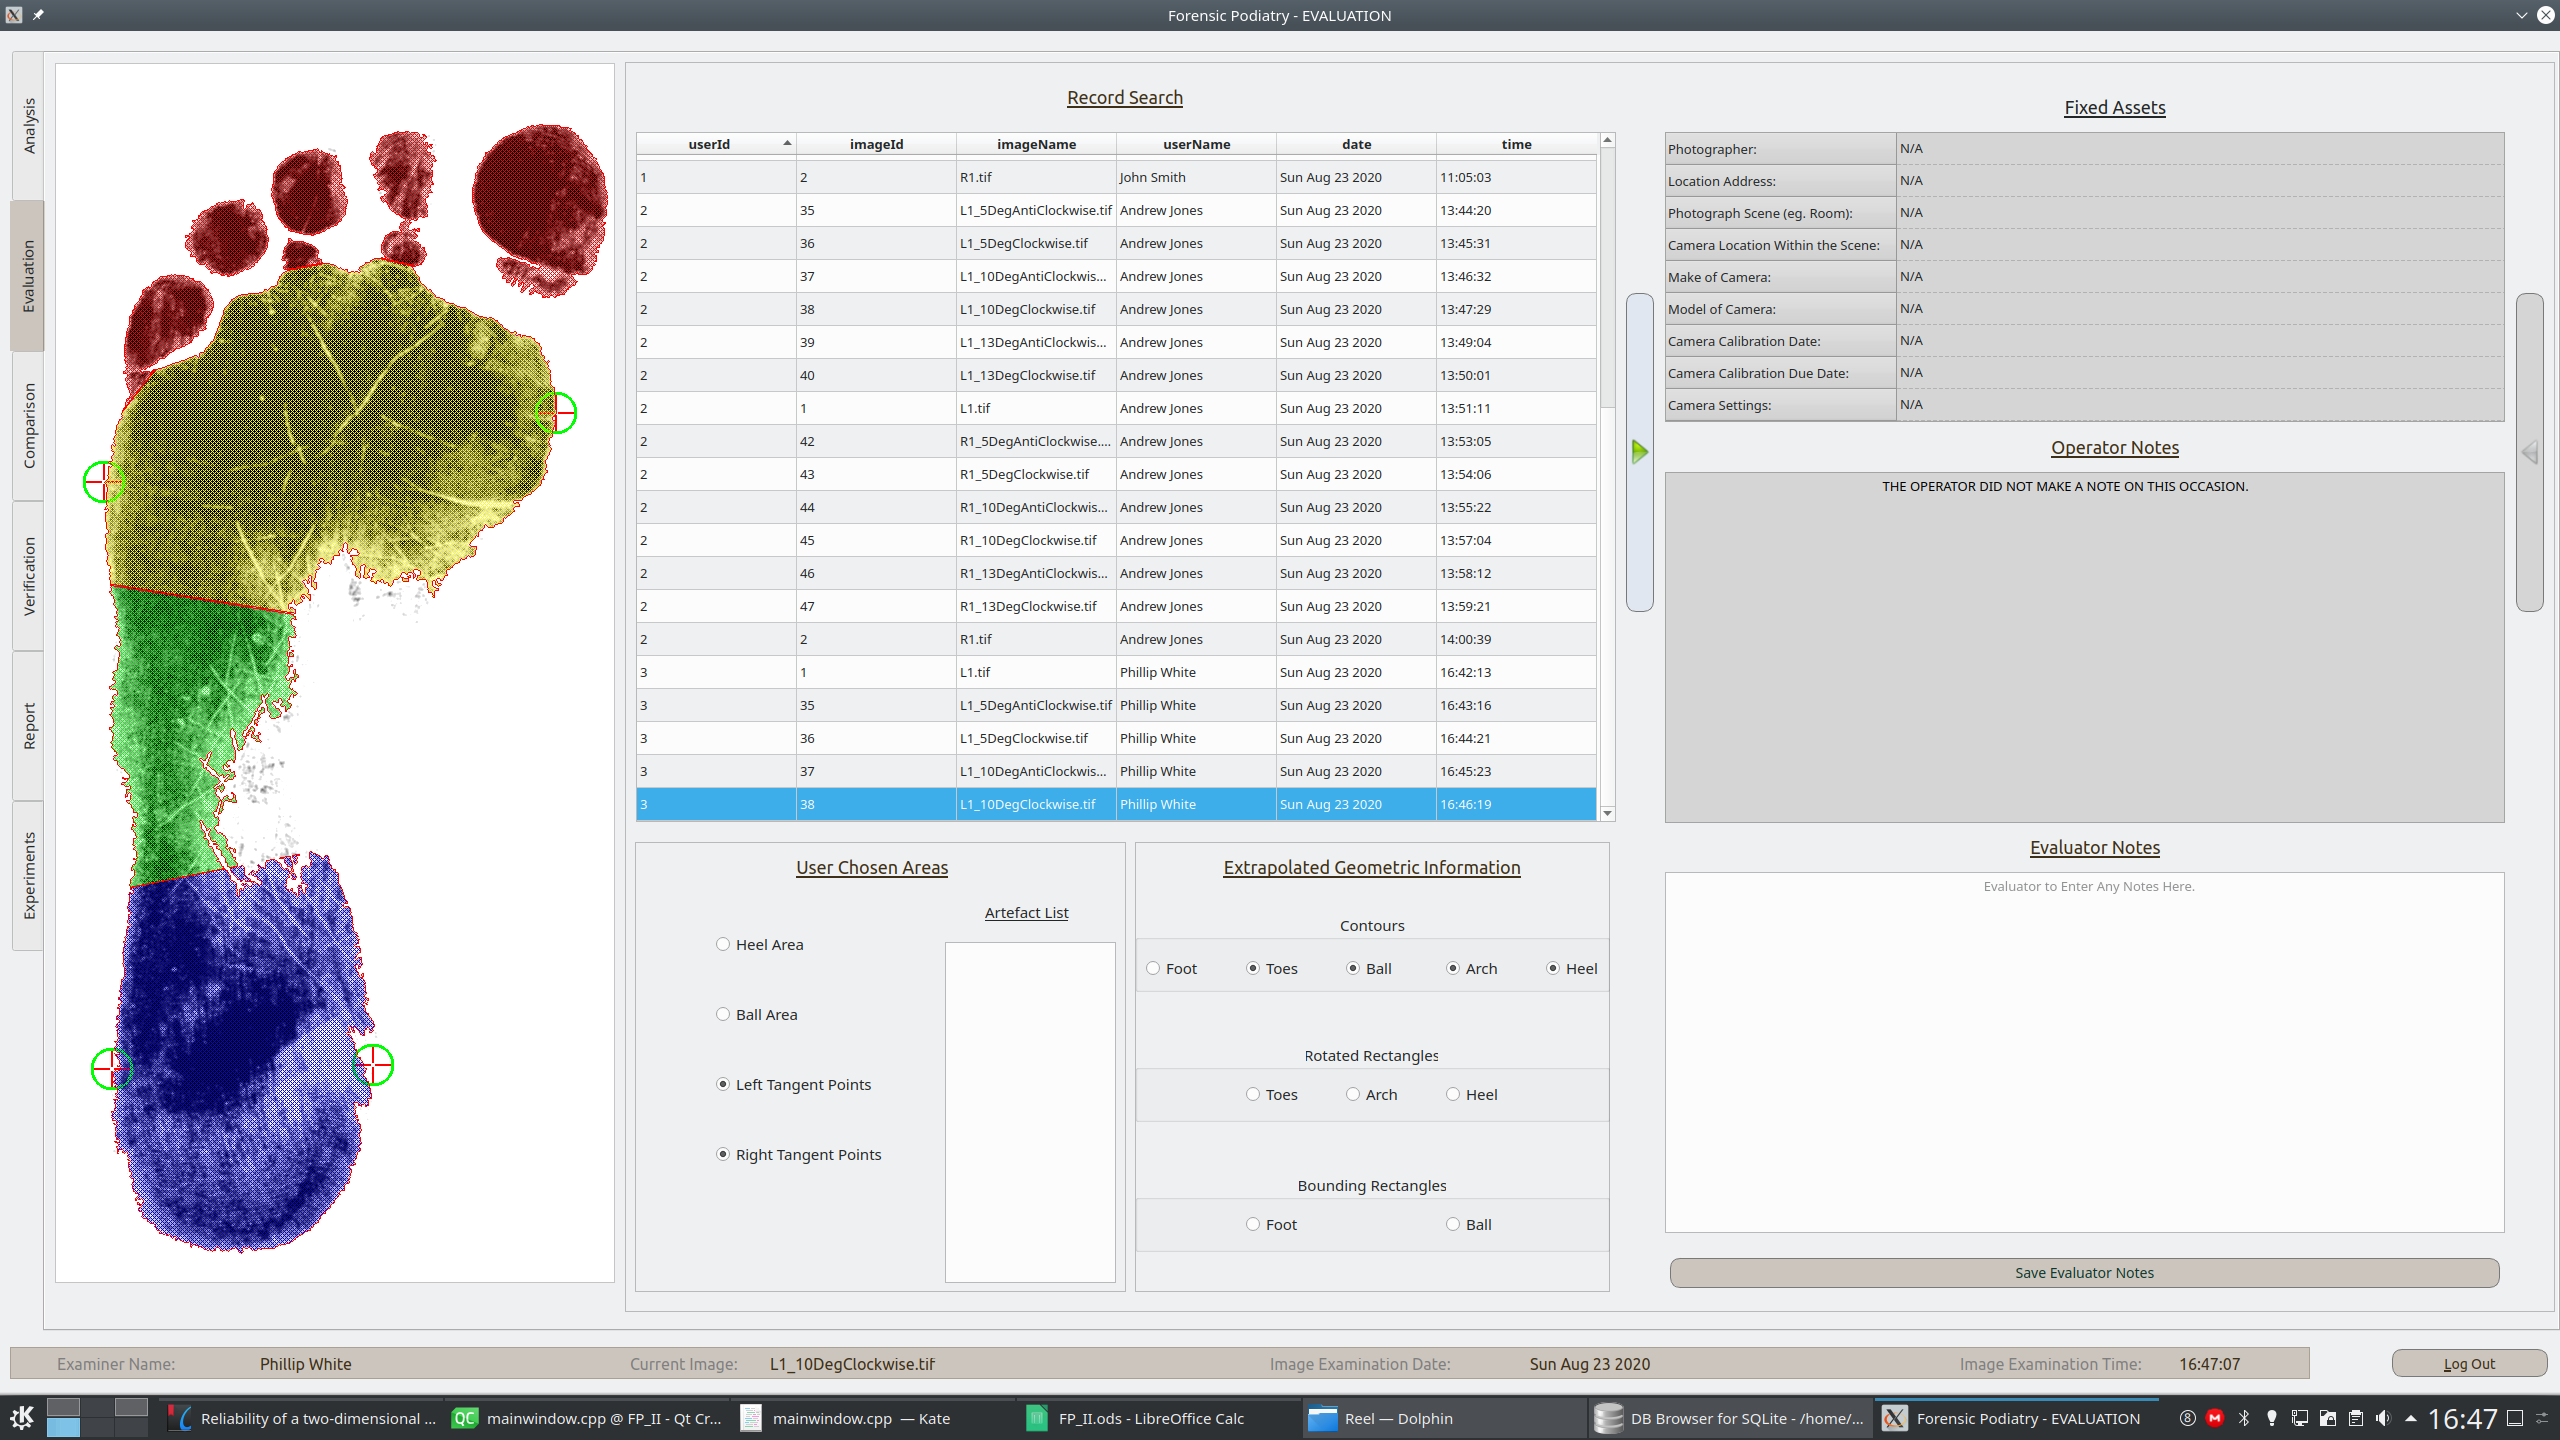 Forensic Podiatry - EVALUATION
Analysis
Evaluation
Comparison
Verification
Report
Experiments
Record Search
userId imageId imageName userName date time
1 2 R1.tif John Smith Sun Aug 23 2020 11:05:03
2 35 L1_5DegAntiClockwise.tif Andrew Jones Sun Aug 23 2020 13:44:20
2 36 L1_5DegClockwise.tif Andrew Jones Sun Aug 23 2020 13:45:31
2 37 L1_10DegAntiClockwis... Andrew Jones Sun Aug 23 2020 13:46:32
2 38 L1_10DegClockwise.tif Andrew Jones Sun Aug 23 2020 13:47:29
2 39 L1_13DegAntiClockwis... Andrew Jones Sun Aug 23 2020 13:49:04
2 40 L1_13DegClockwise.tif Andrew Jones Sun Aug 23 2020 13:50:01
2 1 L1.tif Andrew Jones Sun Aug 23 2020 13:51:11
2 42 R1_5DegAntiClockwise.... Andrew Jones Sun Aug 23 2020 13:53:05
2 43 R1_5DegClockwise.tif Andrew Jones Sun Aug 23 2020 13:54:06
2 44 R1_10DegAntiClockwis... Andrew Jones Sun Aug 23 2020 13:55:22
2 45 R1_10DegClockwise.tif Andrew Jones Sun Aug 23 2020 13:57:04
2 46 R1_13DegAntiClockwis... Andrew Jones Sun Aug 23 2020 13:58:12
2 47 R1_13DegClockwise.tif Andrew Jones Sun Aug 23 2020 13:59:21
2 2 R1.tif Andrew Jones Sun Aug 23 2020 14:00:39
3 1 L1.tif Phillip White Sun Aug 23 2020 16:42:13
3 35 L1_5DegAntiClockwise.tif Phillip White Sun Aug 23 2020 16:43:16
3 36 L1_5DegClockwise.tif Phillip White Sun Aug 23 2020 16:44:21
3 37 L1_10DegAntiClockwis... Phillip White Sun Aug 23 2020 16:45:23
3 38 L1_10DegClockwise.tif Phillip White Sun Aug 23 2020 16:46:19
User Chosen Areas
Artefact List
Heel Area
Ball Area
Left Tangent Points
Right Tangent Points
Extrapolated Geometric Information
Contours
Foot Toes Ball Arch Heel
Rotated Rectangles
Toes Arch Heel
Bounding Rectangles
Foot Ball
Fixed Assets
Photographer: N/A
Location Address: N/A
Photograph Scene (eg. Room): N/A
Camera Location Within the Scene: N/A
Make of Camera: N/A
Model of Camera: N/A
Camera Calibration Date: N/A
Camera Calibration Due Date: N/A
Camera Settings: N/A
Operator Notes
THE OPERATOR DID NOT MAKE A NOTE ON THIS OCCASION.
Evaluator Notes
Evaluator to Enter Any Notes Here.
Save Evaluator Notes
Examiner Name: Phillip White Current Image: L1_10DegClockwise.tif Image Examination Date: Sun Aug 23 2020 Image Examination Time: 16:47:07
Log Out
Reliability of a two-dimensional ... QC mainwindow.cpp @ FP_II - Qt Cr... mainwindow.cpp — Kate FP_II.ods - LibreOffice Calc Reel — Dolphin DB Browser for SQLite - /home/... Forensic Podiatry - EVALUATION 8 M 16:47